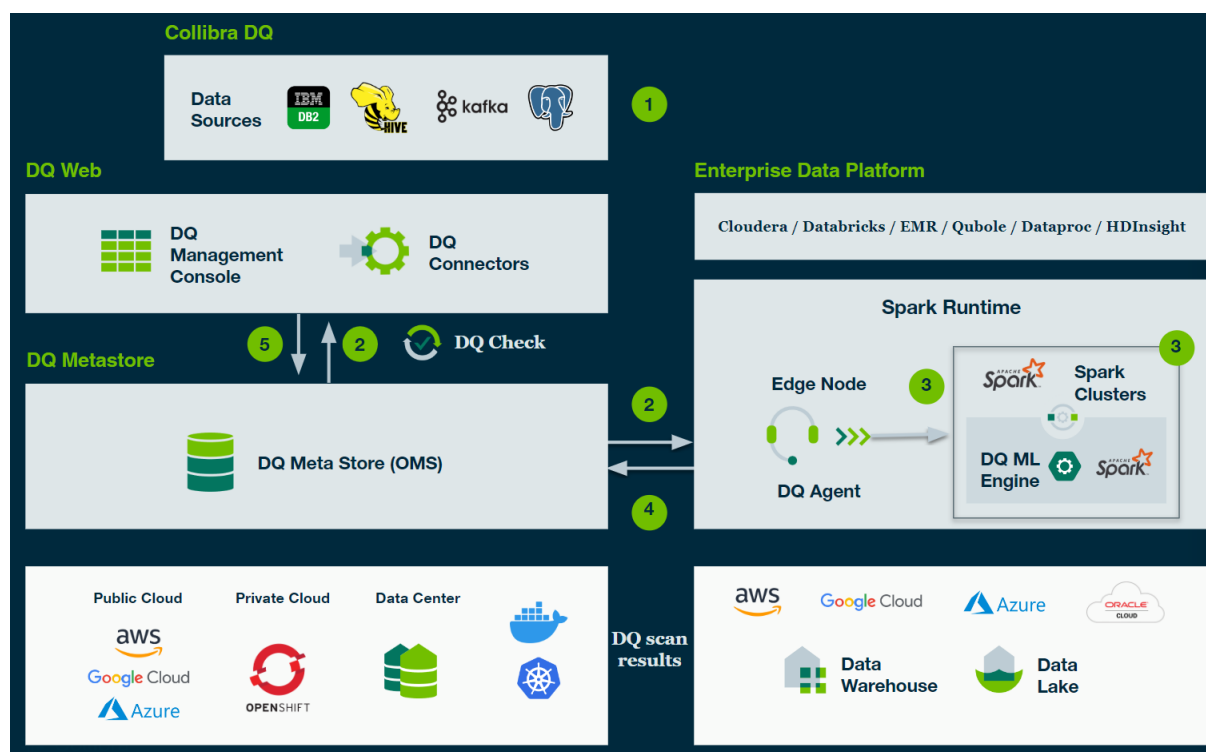 Collibra DQ
Data
Sources
IBM
DB2
HIVE
kafka
1
DQ Web
DQ
Management
Console
DQ
Connectors
5
2
DQ Check
DQ Metastore
DQ Meta Store (OMS)
2
4
Enterprise Data Platform
Cloudera / Databricks / EMR / Qubole / Dataproc / HDInsight
Spark Runtime
Edge Node
DQ Agent
3
3
APACHE
Spark
Spark
Clusters
DQ ML
Engine
APACHE
Spark
Public Cloud
aws
Google Cloud
Azure
Private Cloud
OPENSHIFT
Data Center
DQ scan
results
aws
Google Cloud
Azure
ORACLE
CLOUD
Data
Warehouse
Data
Lake